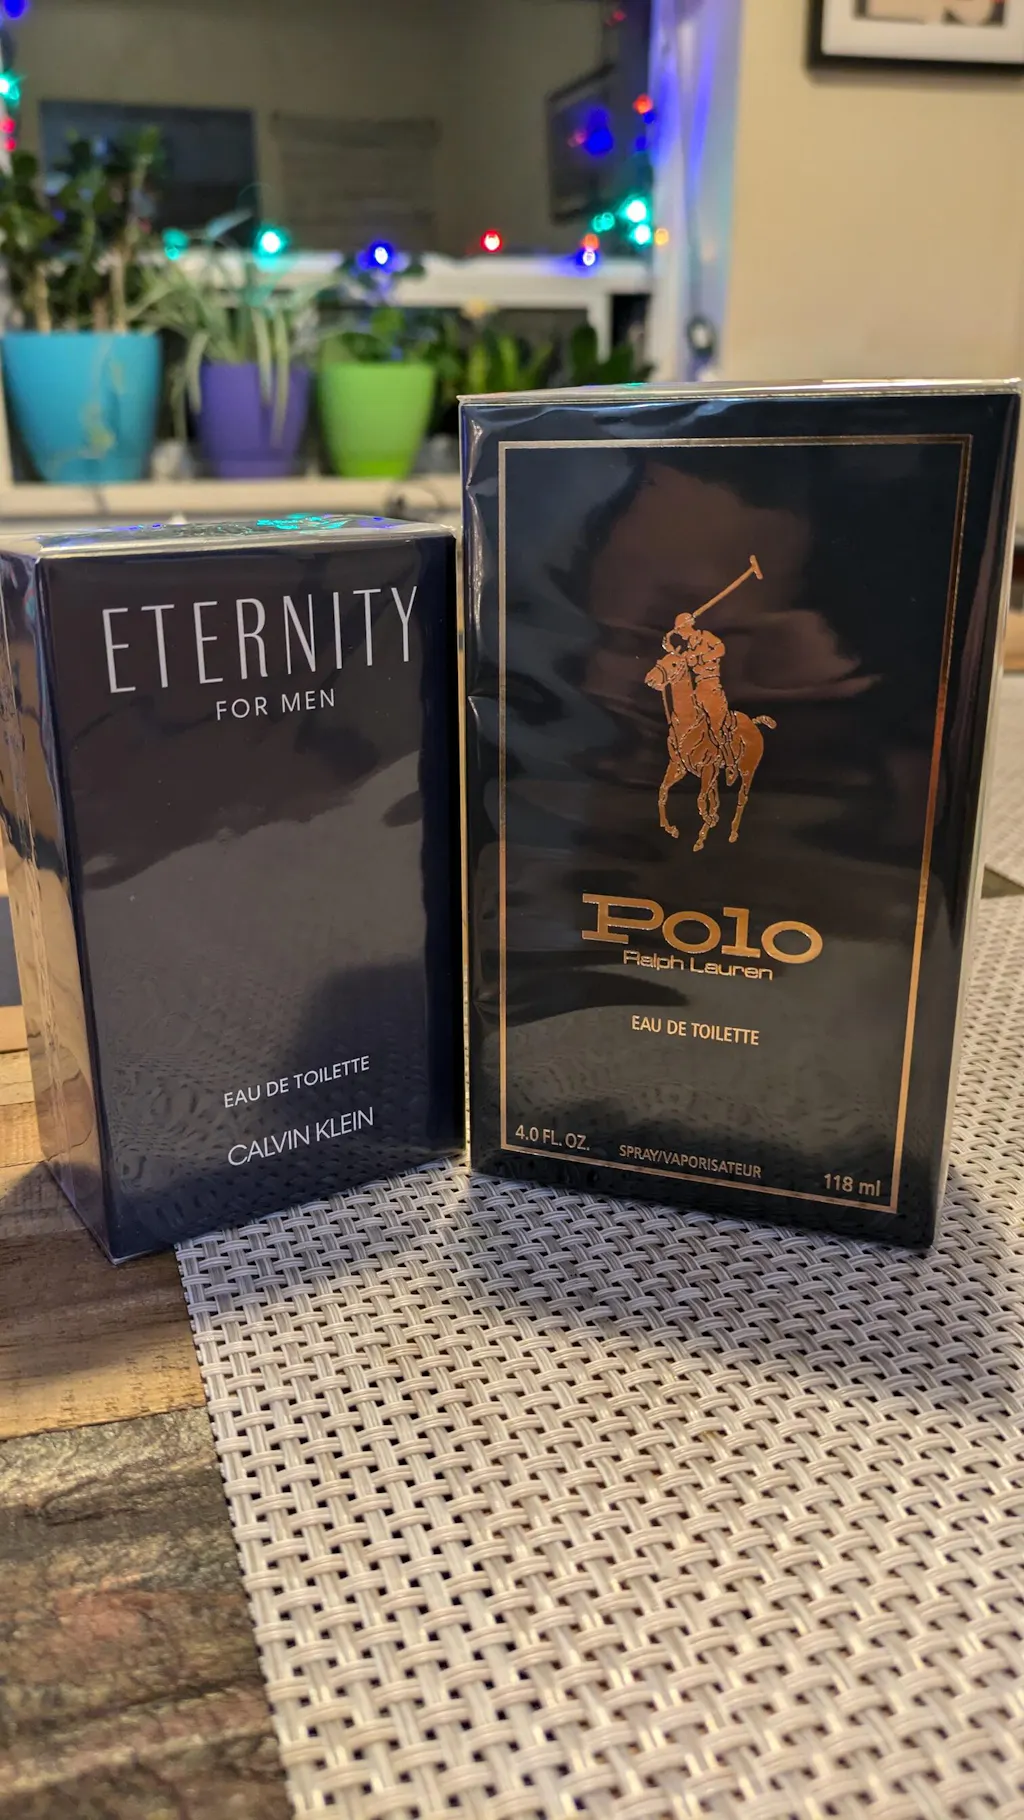 ETERNITY
FOR MEN
EAU DE TOILETTE
CALVIN KLEIN
Polo
Ralph Lauren
EAU DE TOILETTE
4.0 FL. OZ.
SPRAY/VAPORISATEUR
118 ml